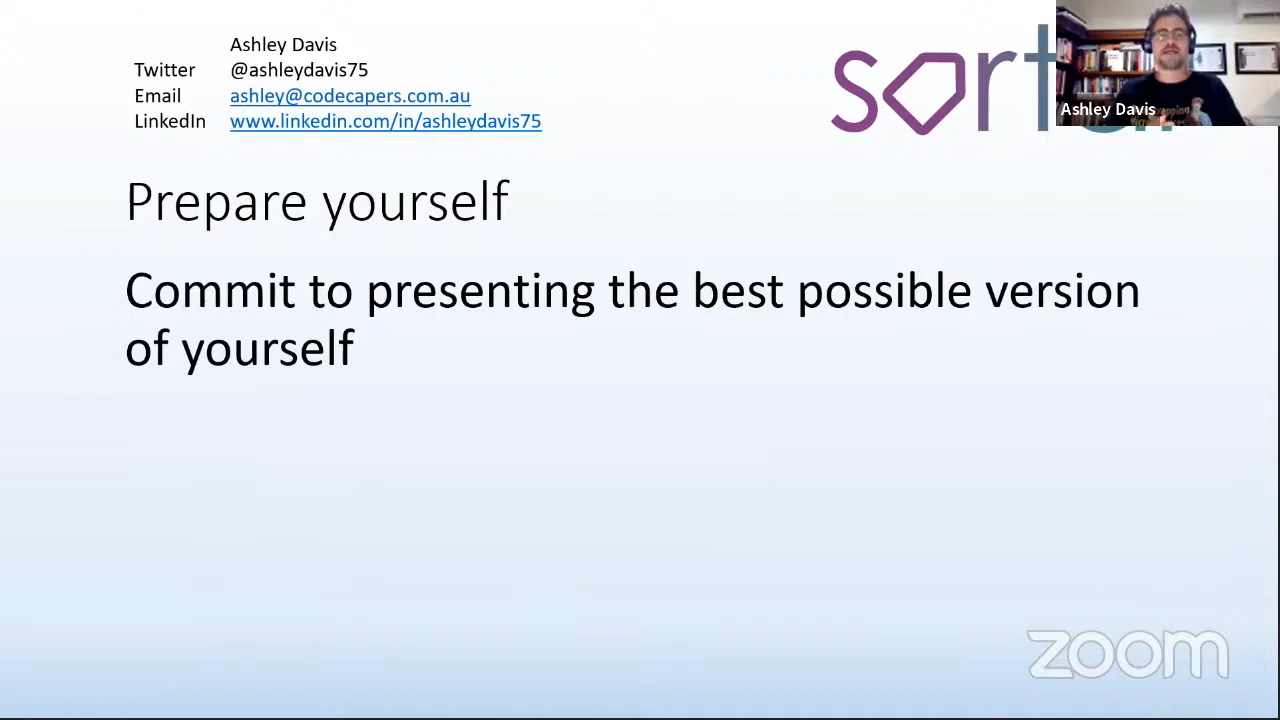 Ashley Davis
Twitter @ashleydavis75
Email ashley@codecapers.com.au
LinkedIn www.linkedin.com/in/ashleydavis75
Ashley Davis
Prepare yourself
Commit to presenting the best possible version
of yourself
zoom